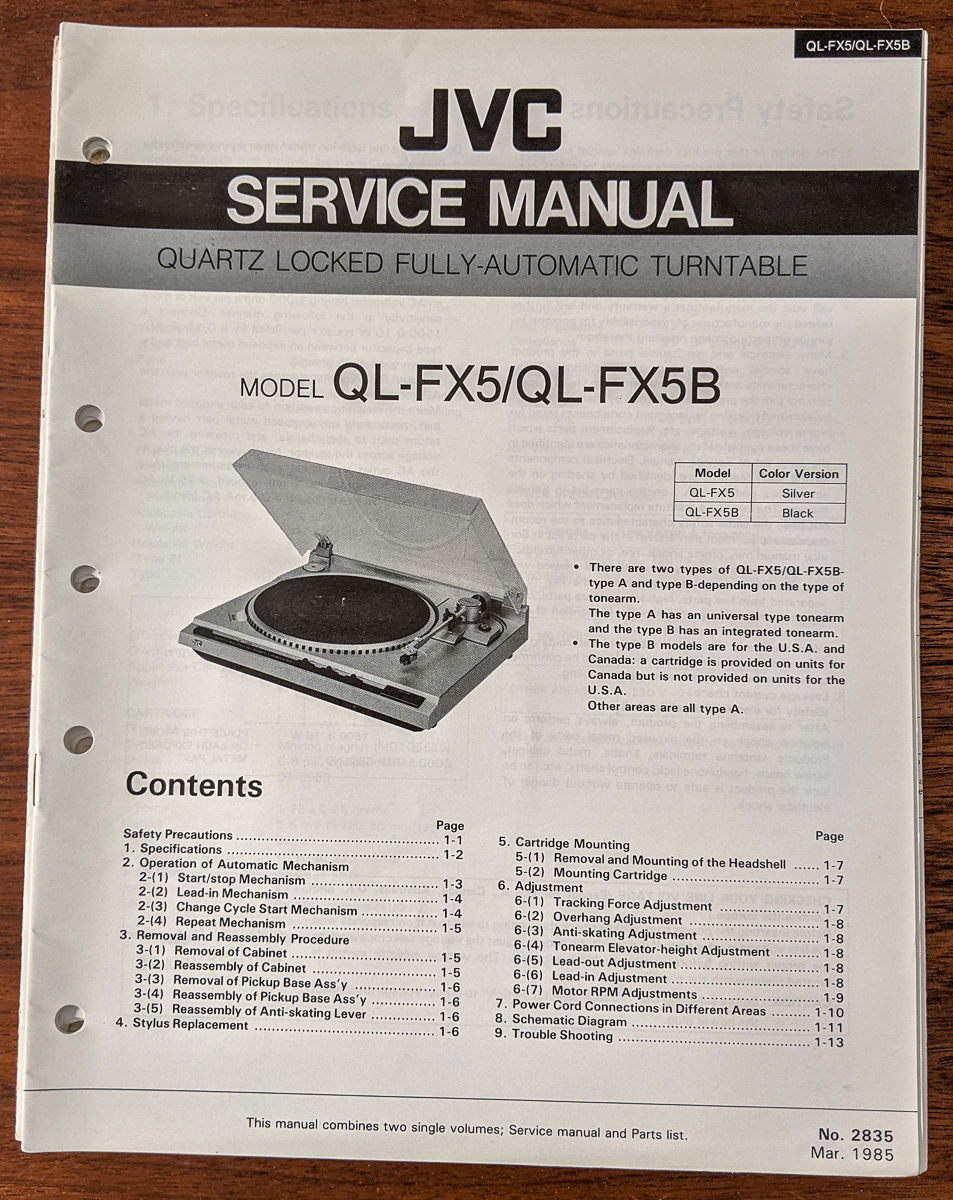 QL-FX5/QL-FX5B
JVC
SERVICE MANUAL
QUARTZ LOCKED FULLY-AUTOMATIC TURNTABLE
MODEL QL-FX5/QL-FX5B
Model Color Version
QL-FX5 Silver
QL-FX5B Black
• There are two types of QL-FX5/QL-FX5B-
type A and type B-depending on the type of
tonearm.
The type A has an universal type tonearm
and the type B has an integrated tonearm.
• The type B models are for the U.S.A. and
Canada: a cartridge is provided on units for
Canada but is not provided on units for the
U.S.A.
Other areas are all type A.
Contents
Page
Safety Precautions ........................................ 1-1
1. Specifications .......................................... 1-2
2. Operation of Automatic Mechanism
2-(1) Start/stop Mechanism ............................ 1-3
2-(2) Lead-in Mechanism .............................. 1-4
2-(3) Change Cycle Start Mechanism ................ 1-4
2-(4) Repeat Mechanism .............................. 1-5
3. Removal and Reassembly Procedure
3-(1) Removal of Cabinet .............................. 1-5
3-(2) Reassembly of Cabinet .......................... 1-5
3-(3) Removal of Pickup Base Ass'y .................. 1-6
3-(4) Reassembly of Pickup Base Ass'y .............. 1-6
3-(5) Reassembly of Anti-skating Lever .............. 1-6
4. Stylus Replacement .................................... 1-6
Page
5. Cartridge Mounting
5-(1) Removal and Mounting of the Headshell ...... 1-7
5-(2) Mounting Cartridge .............................. 1-7
6. Adjustment
6-(1) Tracking Force Adjustment ...................... 1-7
6-(2) Overhang Adjustment ............................ 1-8
6-(3) Anti-skating Adjustment ........................ 1-8
6-(4) Tonearm Elevator-height Adjustment .......... 1-8
6-(5) Lead-out Adjustment ............................ 1-8
6-(6) Lead-in Adjustment .............................. 1-8
6-(7) Motor RPM Adjustments ........................ 1-9
7. Power Cord Connections in Different Areas ......... 1-10
8. Schematic Diagram .................................... 1-11
9. Trouble Shooting ...................................... 1-13
This manual combines two single volumes; Service manual and Parts list.
No. 2835
Mar. 1985